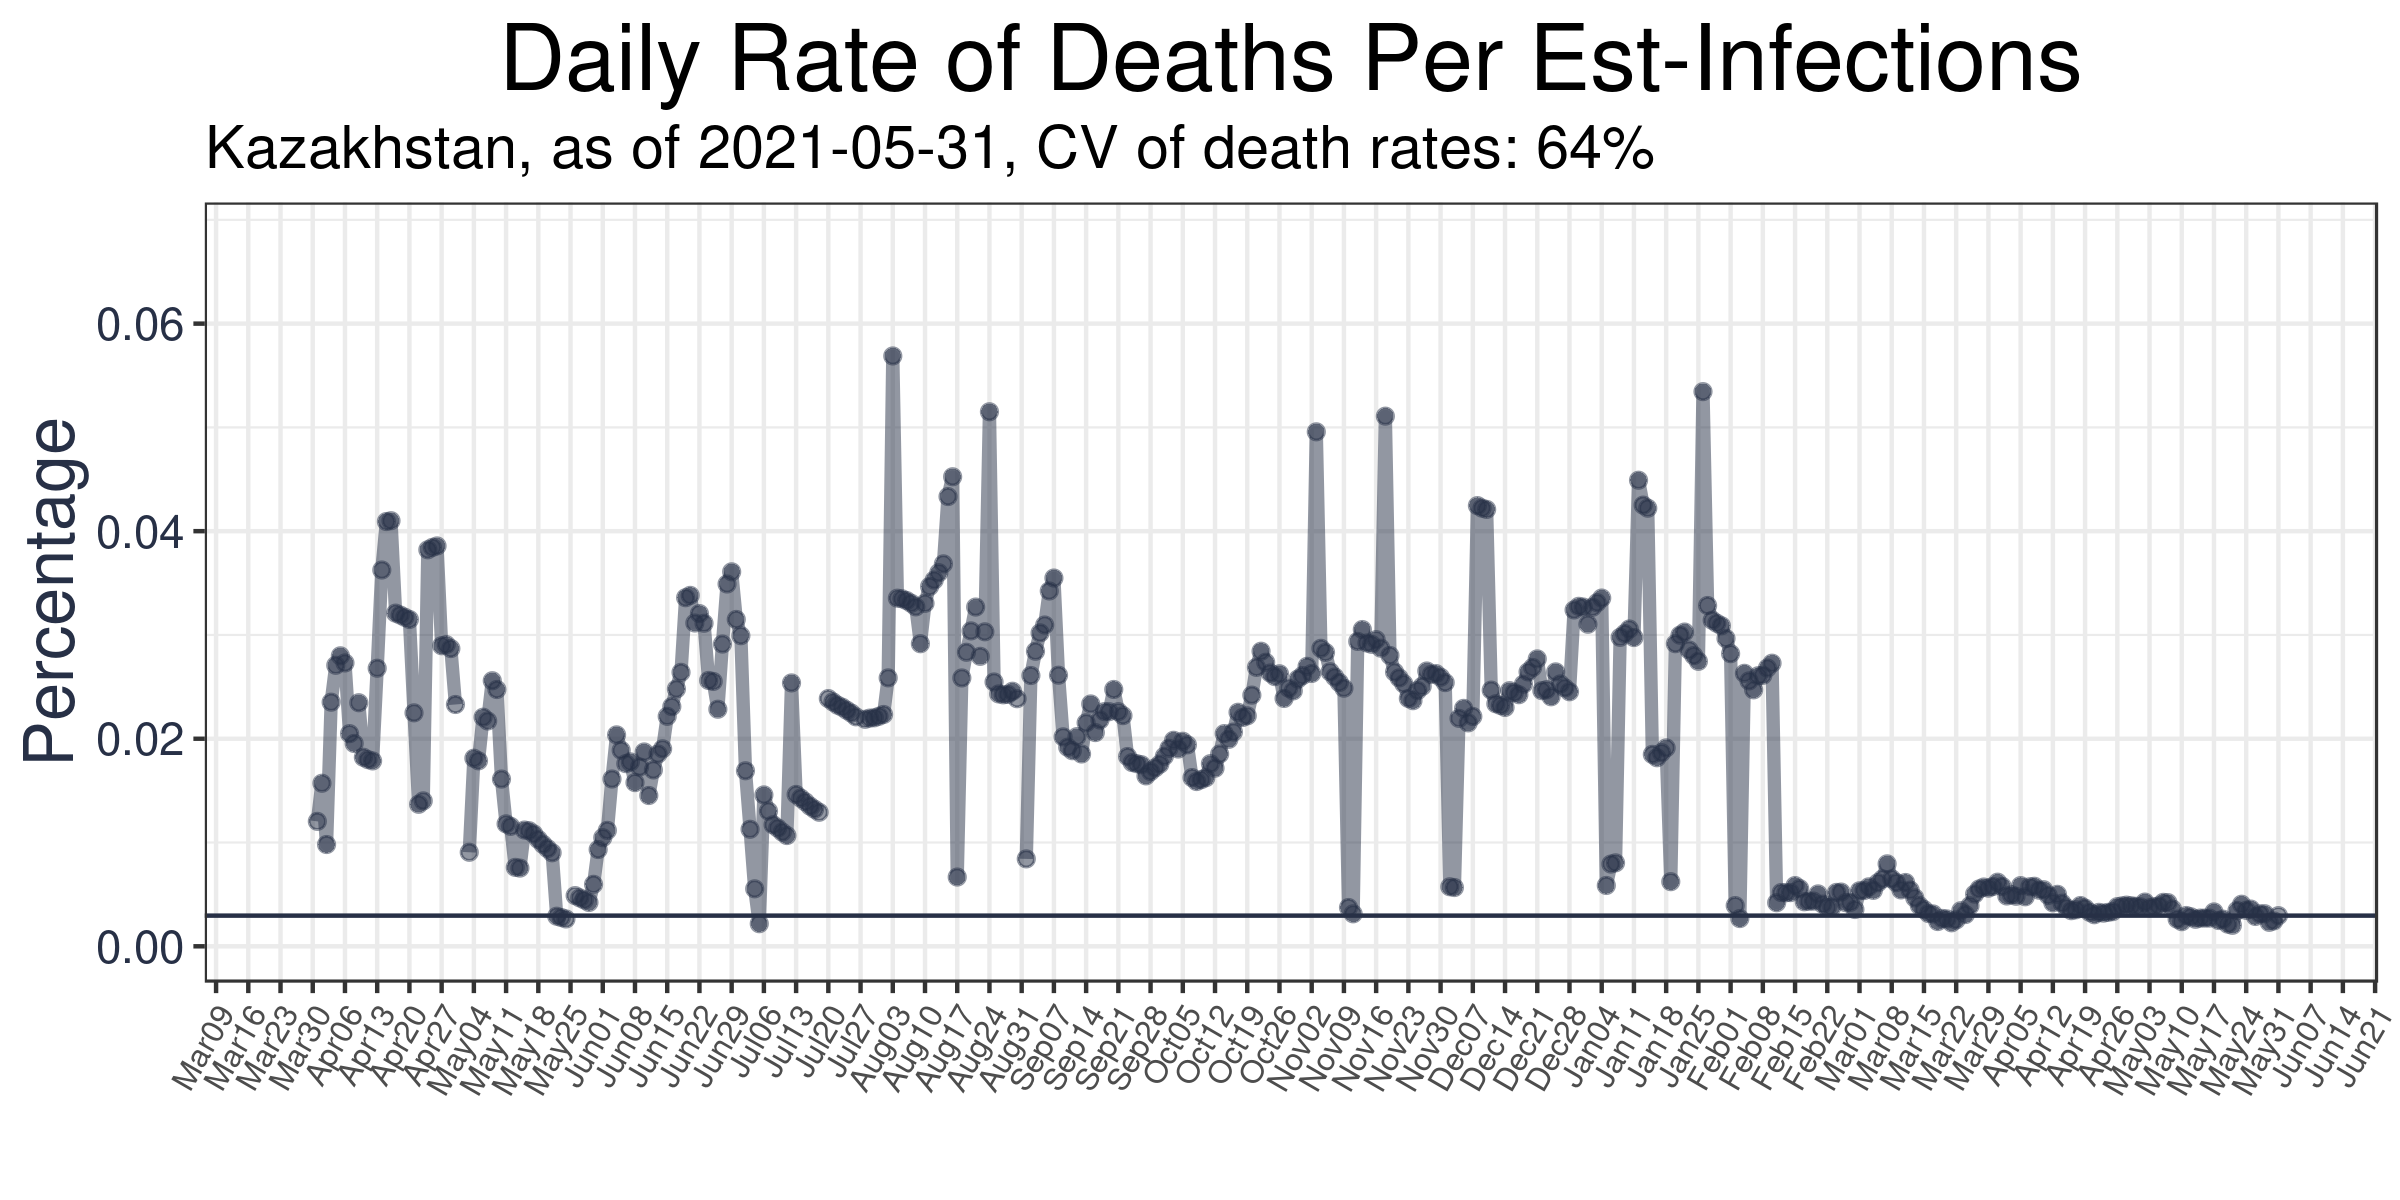 Daily Rate of Deaths Per Est-Infections
Kazakhstan, as of 2021-05-31, CV of death rates: 64%
Percentage
0.06
0.04
0.02
0.00
Mar09
Mar16
Mar23
Mar30
Apr06
Apr13
Apr20
Apr27
May04
May11
May18
May25
Jun01
Jun08
Jun15
Jun22
Jun29
Jul06
Jul13
Jul20
Jul27
Aug03
Aug10
Aug17
Aug24
Aug31
Sep07
Sep14
Sep21
Sep28
Oct05
Oct12
Oct19
Oct26
Nov02
Nov09
Nov16
Nov23
Nov30
Dec07
Dec14
Dec21
Dec28
Jan04
Jan11
Jan18
Jan25
Feb01
Feb08
Feb15
Feb22
Mar01
Mar08
Mar15
Mar22
Mar29
Apr05
Apr12
Apr19
Apr26
May03
May10
May17
May24
May31
Jun07
Jun14
Jun21